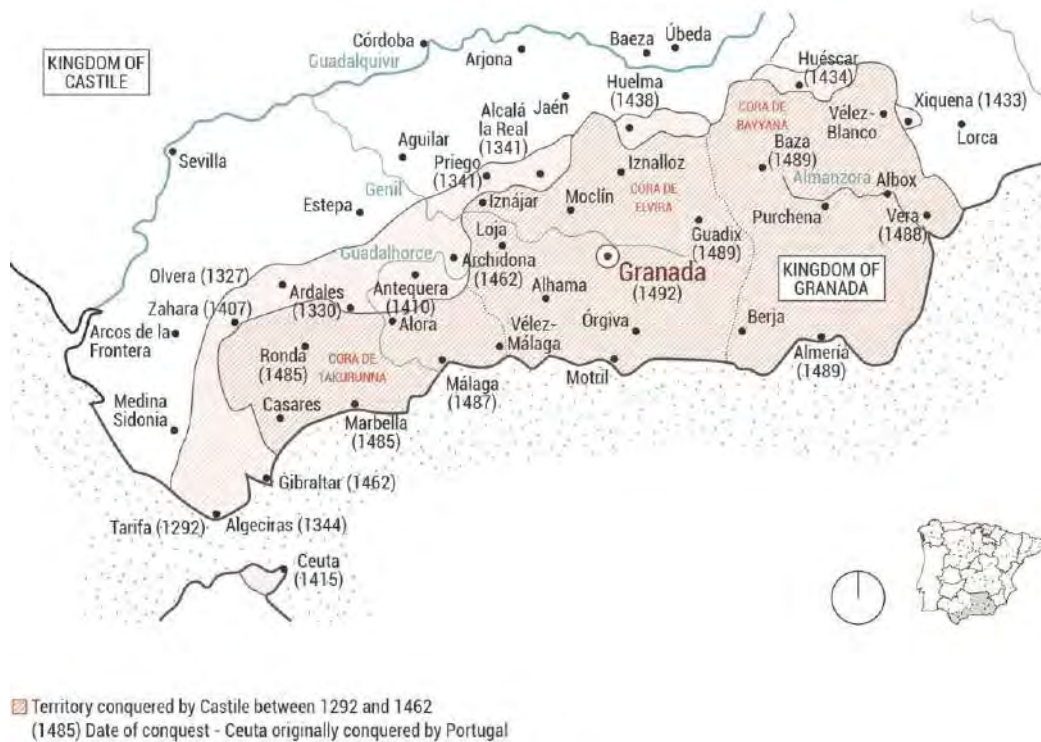 KINGDOM OF
CASTILE
Córdoba
Guadalquivir
Arjona
Baeza
Úbeda
Huelma
(1438)
Huéscar
(1434)
Jaén
Alcalá
la Real
(1341)
CORA DE
BAYYANA
Vélez-
Blanco
Xiquena (1433)
Lorca
Sevilla
Aguilar
Priego
(1341)
Genil
Iznalloz
Baza
(1489)
Almanzora
Albox
Estepa
Iznájar
Moclín
CORA DE
ELVIRA
Purchena
Vera
(1488)
Loja
Guadalhorce
Archidona
(1462)
Guadix
(1489)
Granada
(1492)
KINGDOM OF
GRANADA
Olvera (1327)
Ardales
(1330)
Antequera
(1410)
Alhama
Zahara (1407)
Arcos de la
Frontera
Alora
Vélez-
Málaga
Órgiva
Berja
Ronda
(1485)
CORA DE
TAKURUNNA
Málaga
(1487)
Motril
Almería
(1489)
Medina
Sidonia
Casares
Marbella
(1485)
Gibraltar (1462)
Tarifa (1292)
Algeciras (1344)
Ceuta
(1415)
Territory conquered by Castile between 1292 and 1462
(1485) Date of conquest - Ceuta originally conquered by Portugal